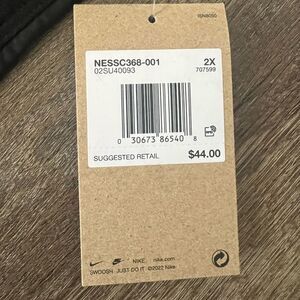 ISN8050
NESSC368-001 2X
02SU40093 707599
0 30673 86540 8
SUGGESTED RETAIL $44.00
NIKE. nike.com
SWOOSH JUST DO IT ©2022 Nike